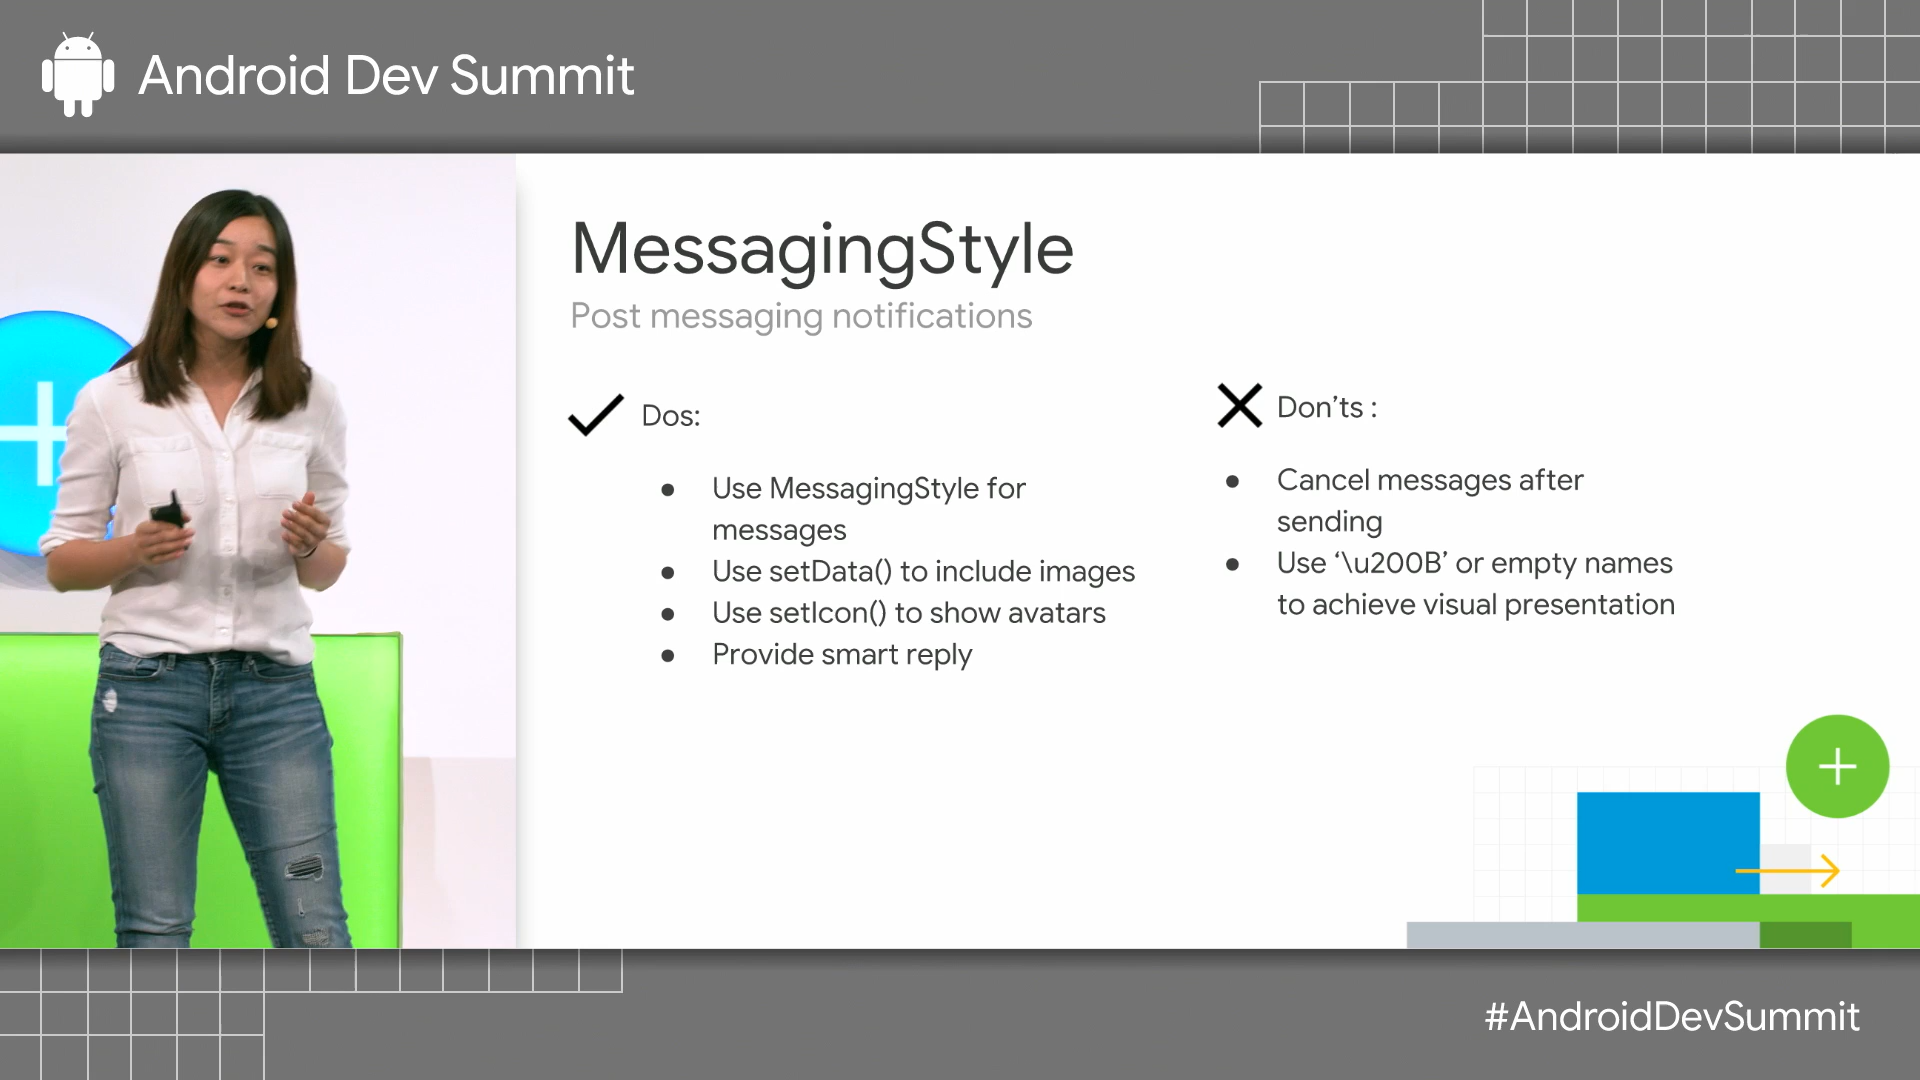 Android Dev Summit
MessagingStyle
Post messaging notifications
Dos:
● Use MessagingStyle for
messages
● Use setData() to include images
● Use setIcon() to show avatars
● Provide smart reply
Don’ts :
● Cancel messages after
sending
● Use ‘\u200B’ or empty names
to achieve visual presentation
#AndroidDevSummit